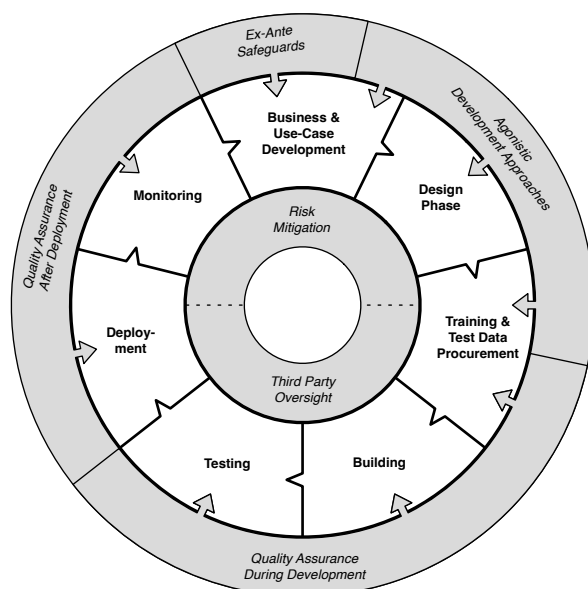 Ex-Ante
Safeguards
Agonistic
Development Approaches
Business &
Use-Case
Development
Monitoring
Design
Phase
Risk
Mitigation
Quality Assurance
After Deployment
Deploy-
ment
Training &
Test Data
Procurement
Third Party
Oversight
Testing
Building
Quality Assurance
During Development